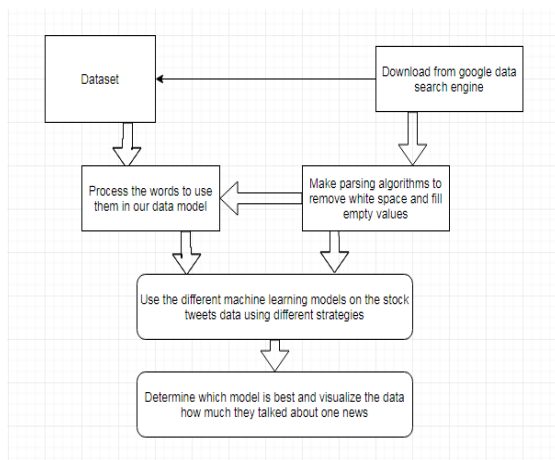 Dataset
Download from google data
search engine
Process the words to use
them in our data model
Make parsing algorithms to
remove white space and fill
empty values
Use the different machine learning models on the stock
tweets data using different strategies
Determine which model is best and visualize the data
how much they talked about one news